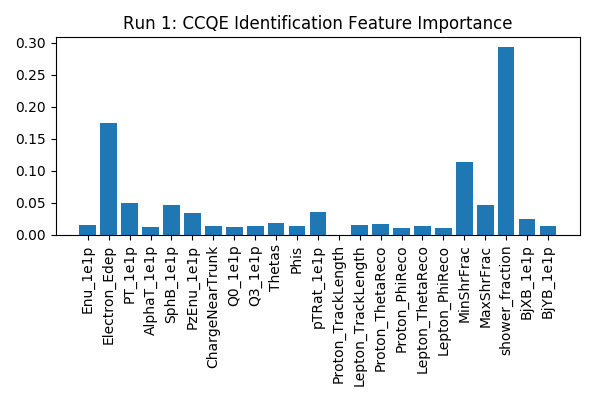 Run 1: CCQE Identification Feature Importance
0.30
0.25
0.20
0.15
0.10
0.05
0.00
Enu_1e1p
Electron_Edep
PT_1e1p
AlphaT_1e1p
SphB_1e1p
PzEnu_1e1p
ChargeNearTrunk
Q0_1e1p
Q3_1e1p
Thetas
Phis
pTRat_1e1p
Proton_TrackLength
Lepton_TrackLength
Proton_ThetaReco
Proton_PhiReco
Lepton_ThetaReco
Lepton_PhiReco
MinShrFrac
MaxShrFrac
shower_fraction
BjXB_1e1p
BjYB_1e1p